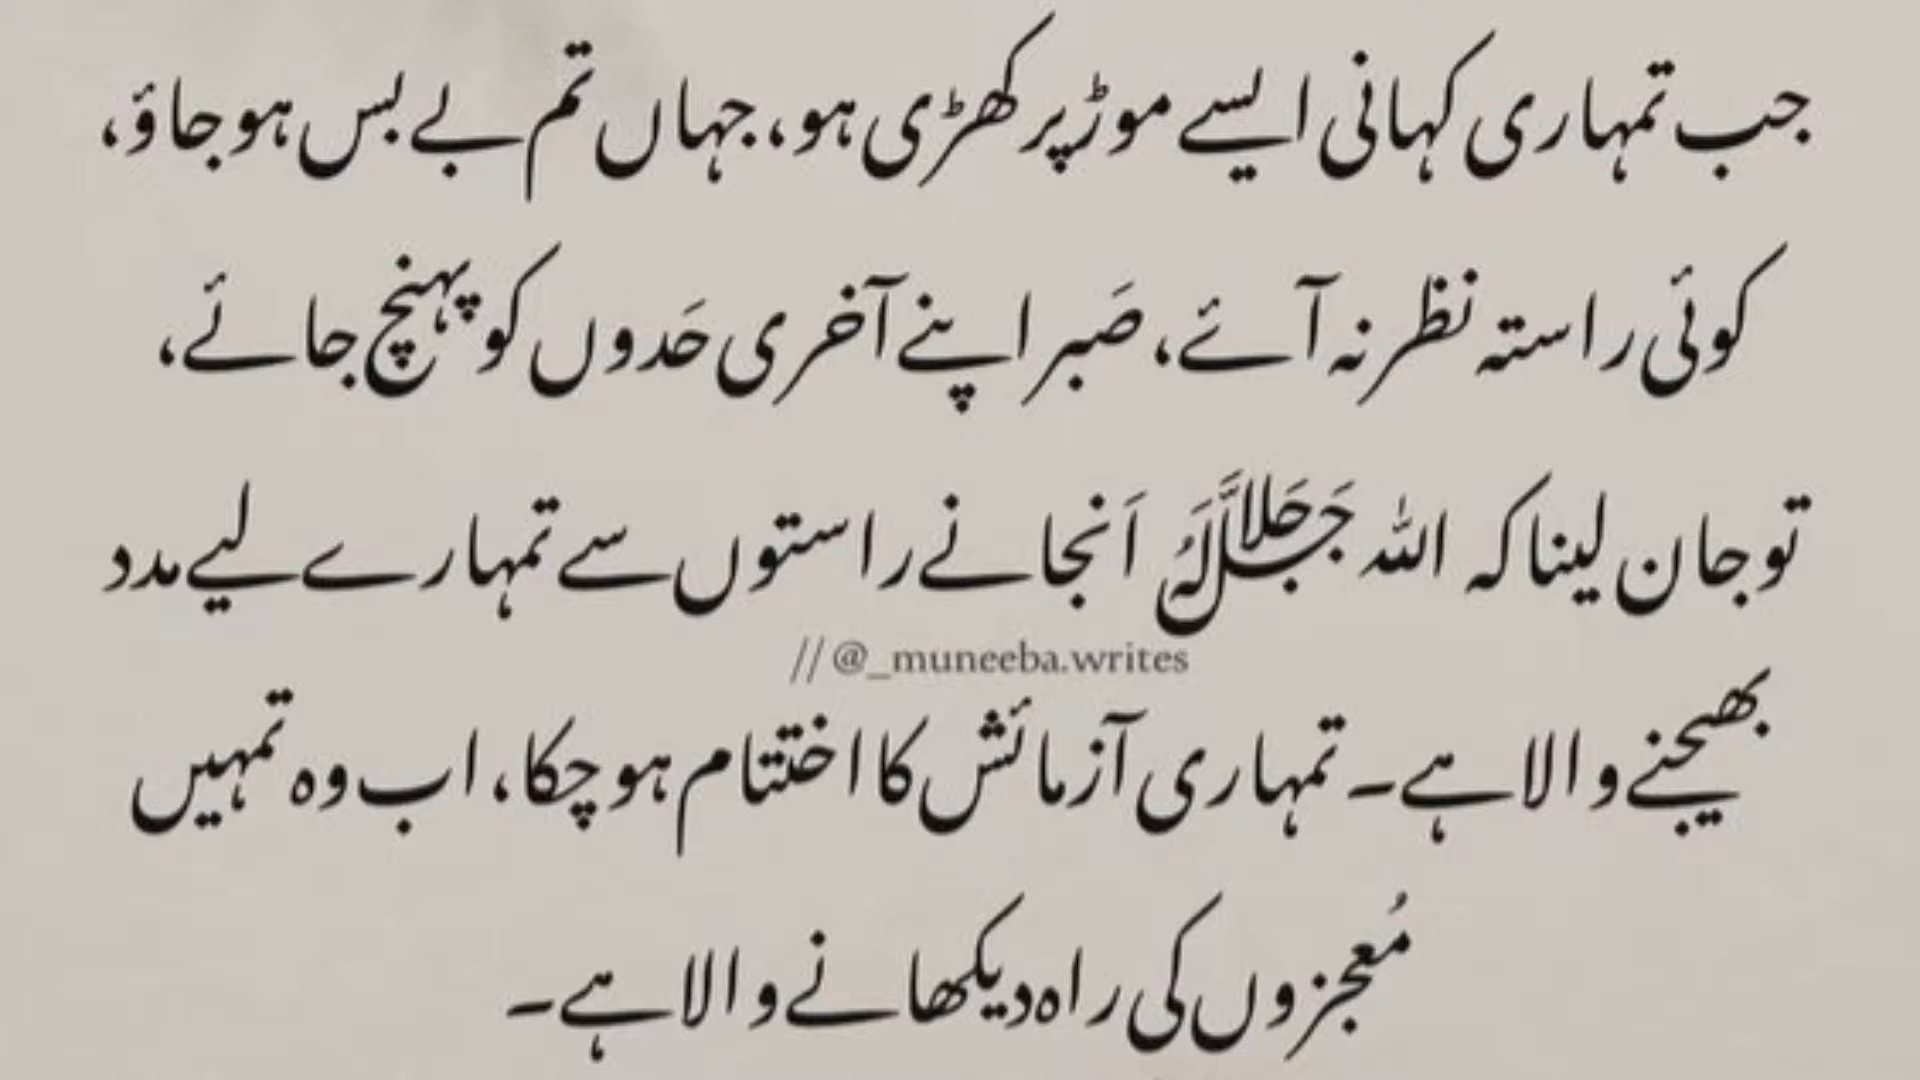 جب تمہاری کہانی ایسے موڑ پر کھڑی ہو، جہاں تم بے بس ہو جاؤ،
کوئی راستہ نظر نہ آئے، صَبر اپنے آخری حَدوں کو پہنچ جائے،
تو جان لینا کہ اللہ جَلَّ جَلَالَہُ اَنجانے راستوں سے تمہارے لیے مدد
//@_muneeba.writes
بھیجنے والا ہے۔ تمہاری آزمائش کا اختتام ہو چکا، اب وہ تمہیں
مُعجزوں کی راہ دیکھانے والا ہے۔